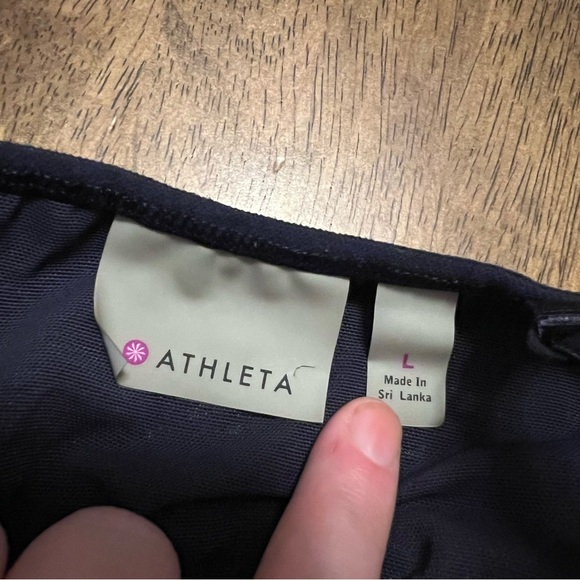 ATHLETA
L
Made In
Sri Lanka